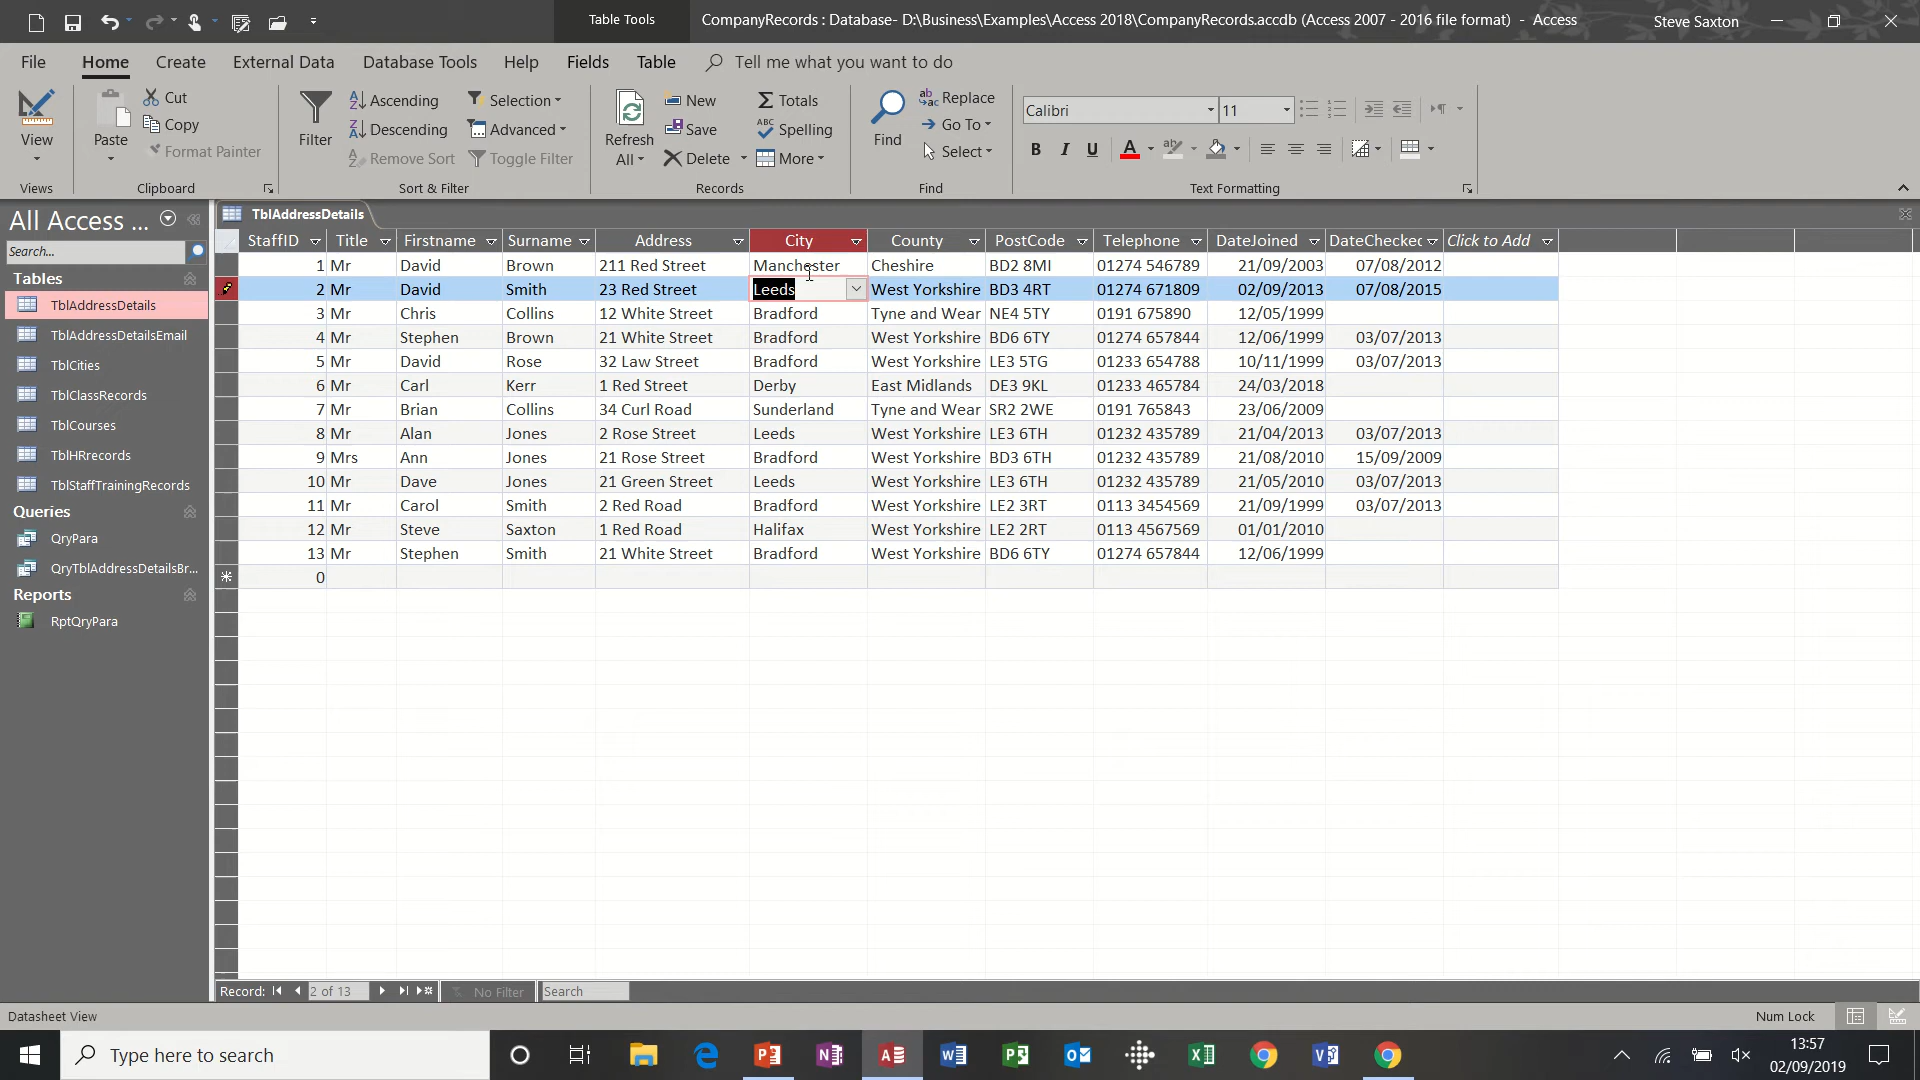 Table Tools
CompanyRecords : Database- D:\Business\Examples\Access 2018\CompanyRecords.accdb (Access 2007 - 2016 file format) - Access
Steve Saxton
File Home Create External Data Database Tools Help Fields Table Tell me what you want to do
View
Views
Paste
Cut
Copy
Format Painter
Clipboard
Filter
Ascending
Descending
Remove Sort
Selection
Advanced
Toggle Filter
Sort & Filter
Refresh
All
New
Save
Delete
Totals
Spelling
More
Records
Find
Replace
Go To
Select
Find
Calibri 11
B I U A
Text Formatting
All Access ...
Search...
Tables
TblAddressDetails
TblAddressDetailsEmail
TblCities
TblClassRecords
TblCourses
TblHRrecords
TblStaffTrainingRecords
Queries
QryPara
QryTblAddressDetailsBr...
Reports
RptQryPara
TblAddressDetails
StaffID Title Firstname Surname Address City County PostCode Telephone DateJoined DateChecked Click to Add
1 Mr David Brown 211 Red Street Manchester Cheshire BD2 8MI 01274 546789 21/09/2003 07/08/2012
2 Mr David Smith 23 Red Street Leeds West Yorkshire BD3 4RT 01274 671809 02/09/2013 07/08/2015
3 Mr Chris Collins 12 White Street Bradford Tyne and Wear NE4 5TY 0191 675890 12/05/1999
4 Mr Stephen Brown 21 White Street Bradford West Yorkshire BD6 6TY 01274 657844 12/06/1999 03/07/2013
5 Mr David Rose 32 Law Street Bradford West Yorkshire LE3 5TG 01233 654788 10/11/1999 03/07/2013
6 Mr Carl Kerr 1 Red Street Derby East Midlands DE3 9KL 01233 465784 24/03/2018
7 Mr Brian Collins 34 Curl Road Sunderland Tyne and Wear SR2 2WE 0191 765843 23/06/2009
8 Mr Alan Jones 2 Rose Street Leeds West Yorkshire LE3 6TH 01232 435789 21/04/2013 03/07/2013
9 Mrs Ann Jones 21 Rose Street Bradford West Yorkshire BD3 6TH 01232 435789 21/08/2010 15/09/2009
10 Mr Dave Jones 21 Green Street Leeds West Yorkshire LE3 6TH 01232 435789 21/05/2010 03/07/2013
11 Mr Carol Smith 2 Red Road Bradford West Yorkshire LE2 3RT 0113 3454569 21/09/1999 03/07/2013
12 Mr Steve Saxton 1 Red Road Halifax West Yorkshire LE2 2RT 0113 4567569 01/01/2010
13 Mr Stephen Smith 21 White Street Bradford West Yorkshire BD6 6TY 01274 657844 12/06/1999
0
Record: 2 of 13 No Filter Search
Datasheet View Num Lock
Type here to search
13:57
02/09/2019